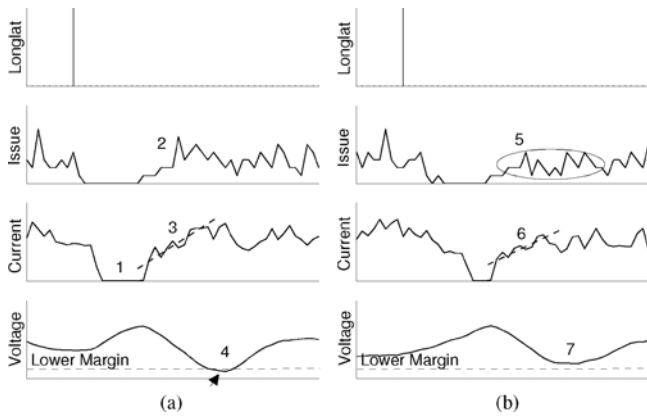 Longlat
Longlat
Issue
2
Issue
5
Current
1
3
Current
6
Voltage
Lower Margin
4
Voltage
Lower Margin
7
(a)
(b)